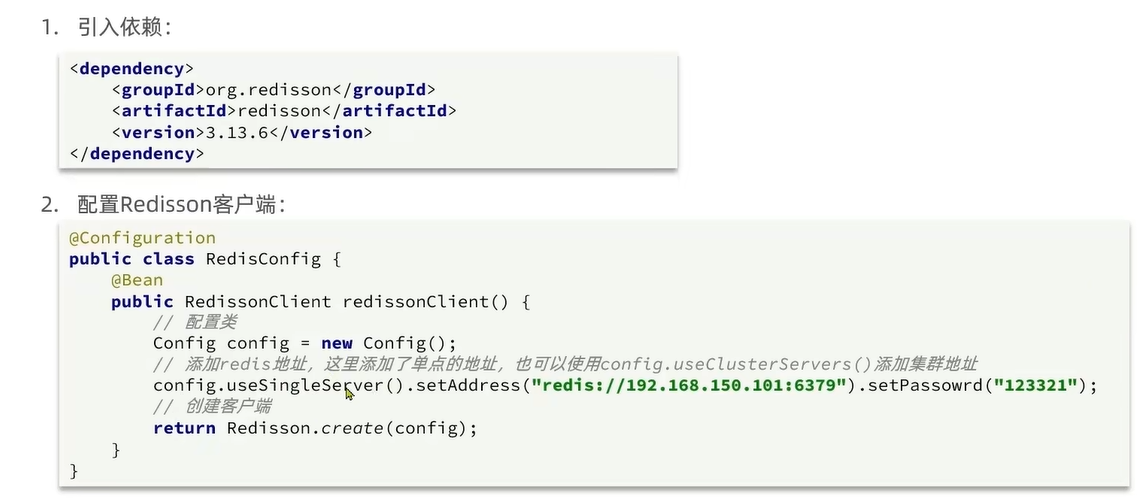 1. 引入依赖：
<dependency>
    <groupId>org.redisson</groupId>
    <artifactId>redisson</artifactId>
    <version>3.13.6</version>
</dependency>
2. 配置Redisson客户端：
@Configuration
public class RedisConfig {
    @Bean
    public RedissonClient redissonClient() {
        // 配置类
        Config config = new Config();
        // 添加redis地址，这里添加了单点的地址，也可以使用config.useClusterServers()添加集群地址
        config.useSingleServer().setAddress("redis://192.168.150.101:6379").setPassowrd("123321");
        // 创建客户端
        return Redisson.create(config);
    }
}